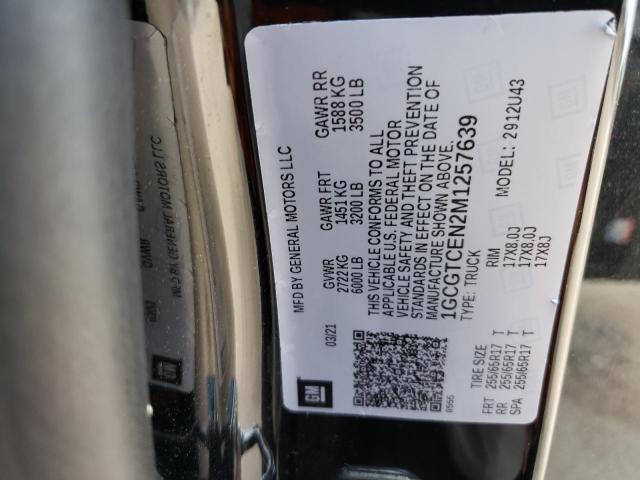 GM
03/21
MFD BY GENERAL MOTORS LLC
GVWR GAWR FRT GAWR RR
2722 KG 1451 KG 1588 KG
6000 LB 3200 LB 3500 LB
THIS VEHICLE CONFORMS TO ALL
APPLICABLE U.S. FEDERAL MOTOR
VEHICLE SAFETY AND THEFT PREVENTION
STANDARDS IN EFFECT ON THE DATE OF
MANUFACTURE SHOWN ABOVE.
1GCGTCEN2M1257639
TYPE: TRUCK MODEL: 2912U43
TIRE SIZE RIM
FRT 255/65R17 T 17X8.0J
RR 255/65R17 T 17X8.0J
SPA 255/65R17 T 17X8J